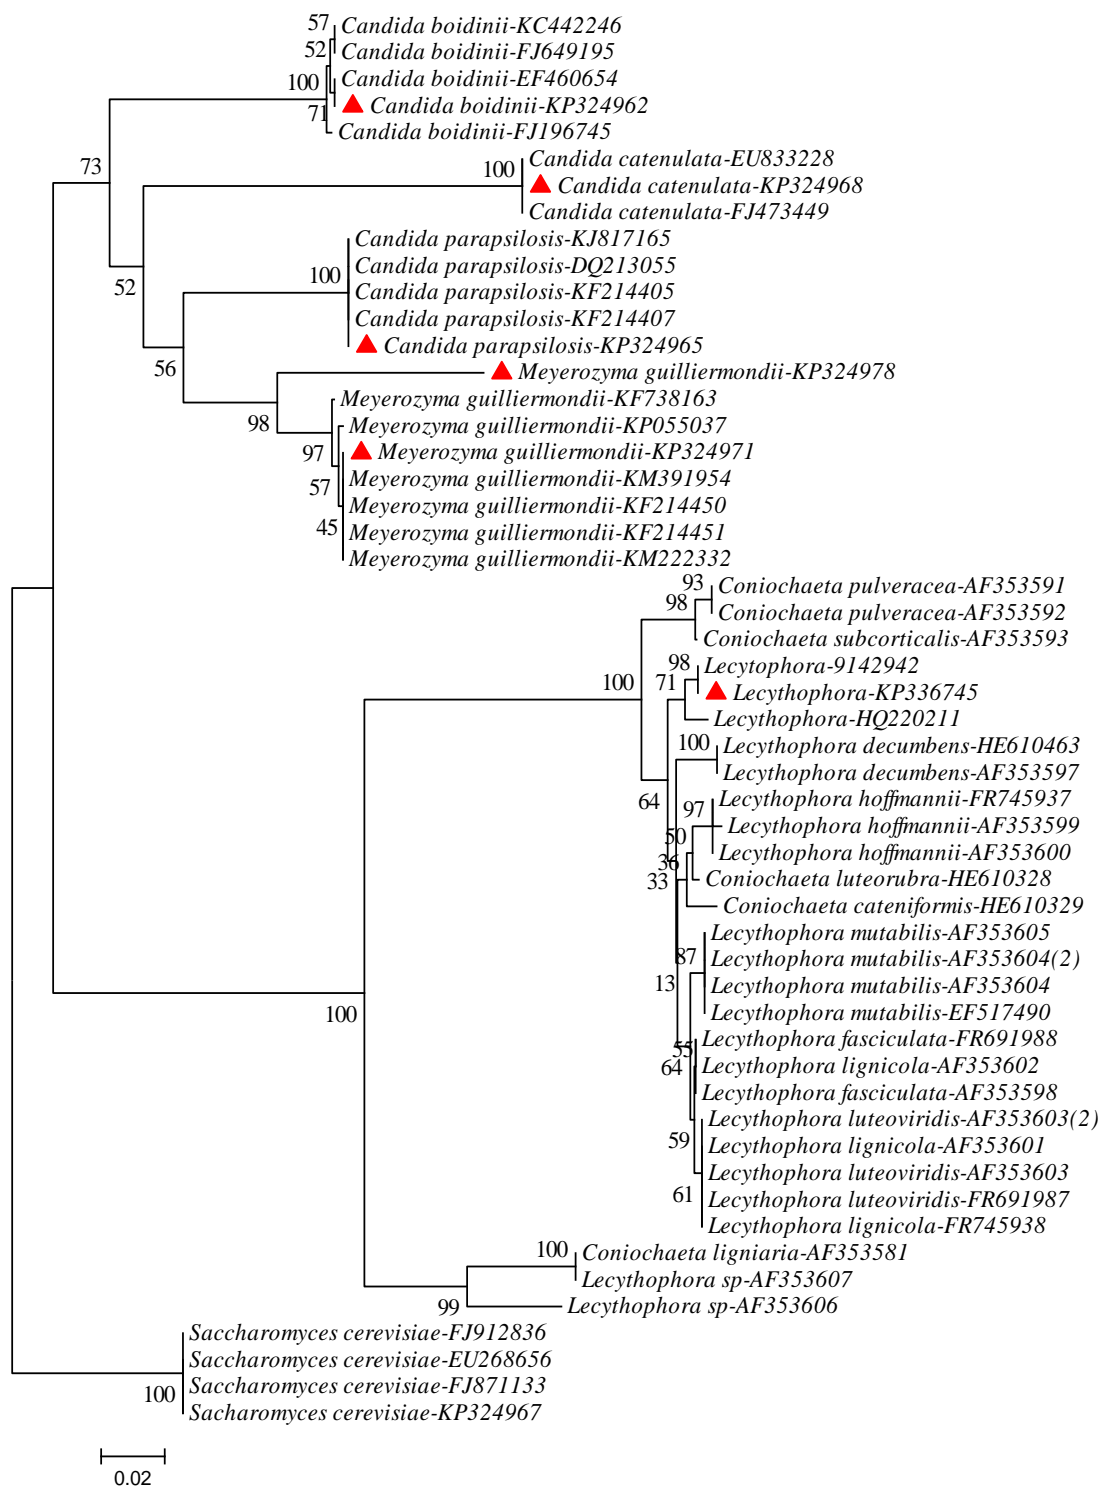 57 Candida boidinii-KC442246
52 Candida boidinii-FJ649195
100 Candida boidinii-EF460654
71 Candida boidinii-KP324962
Candida boidinii-FJ196745
73
100 Candida catenulata-EU833228
Candida catenulata-KP324968
Candida catenulata-FJ473449
52
Candida parapsilosis-KJ817165
100 Candida parapsilosis-DQ213055
Candida parapsilosis-KF214405
Candida parapsilosis-KF214407
Candida parapsilosis-KP324965
56
Meyerozyma guilliermondii-KP324978
98
Meyerozyma guilliermondii-KF738163
97 Meyerozyma guilliermondii-KP055037
Meyerozyma guilliermondii-KP324971
57 Meyerozyma guilliermondii-KM391954
Meyerozyma guilliermondii-KF214450
45 Meyerozyma guilliermondii-KF214451
Meyerozyma guilliermondii-KM222332
93 Coniochaeta pulveracea-AF353591
98 Coniochaeta pulveracea-AF353592
Coniochaeta subcorticalis-AF353593
98 Lecytophora-9142942
100 71 Lecythophora-KP336745
Lecythophora-HQ220211
100 Lecythophora decumbens-HE610463
Lecythophora decumbens-AF353597
64
97 Lecythophora hoffmannii-FR745937
Lecythophora hoffmannii-AF353599
50 Lecythophora hoffmannii-AF353600
36
33 Coniochaeta luteorubra-HE610328
Coniochaeta cateniformis-HE610329
Lecythophora mutabilis-AF353605
87 Lecythophora mutabilis-AF353604(2)
13 Lecythophora mutabilis-AF353604
Lecythophora mutabilis-EF517490
100
55 Lecythophora fasciculata-FR691988
64 Lecythophora lignicola-AF353602
Lecythophora fasciculata-AF353598
Lecythophora luteoviridis-AF353603(2)
59 Lecythophora lignicola-AF353601
Lecythophora luteoviridis-AF353603
61 Lecythophora luteoviridis-FR691987
Lecythophora lignicola-FR745938
100 Coniochaeta ligniaria-AF353581
Lecythophora sp-AF353607
99 Lecythophora sp-AF353606
Saccharomyces cerevisiae-FJ912836
Saccharomyces cerevisiae-EU268656
100 Saccharomyces cerevisiae-FJ871133
Sacharomyces cerevisiae-KP324967
0.02